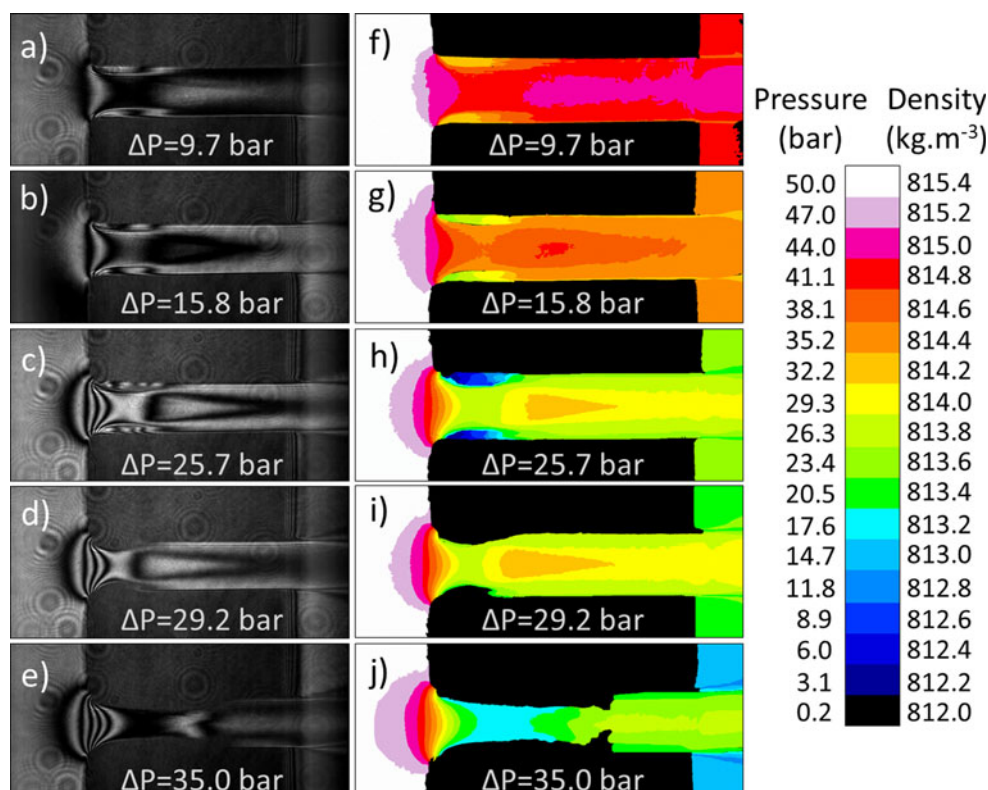 a)
ΔP=9.7 bar
f)
ΔP=9.7 bar
b)
ΔP=15.8 bar
g)
ΔP=15.8 bar
c)
ΔP=25.7 bar
h)
ΔP=25.7 bar
d)
ΔP=29.2 bar
i)
ΔP=29.2 bar
e)
ΔP=35.0 bar
j)
ΔP=35.0 bar
Pressure Density
(bar) (kg.m⁻³)
50.0 815.4
47.0 815.2
44.0 815.0
41.1 814.8
38.1 814.6
35.2 814.4
32.2 814.2
29.3 814.0
26.3 813.8
23.4 813.6
20.5 813.4
17.6 813.2
14.7 813.0
11.8 812.8
8.9 812.6
6.0 812.4
3.1 812.2
0.2 812.0